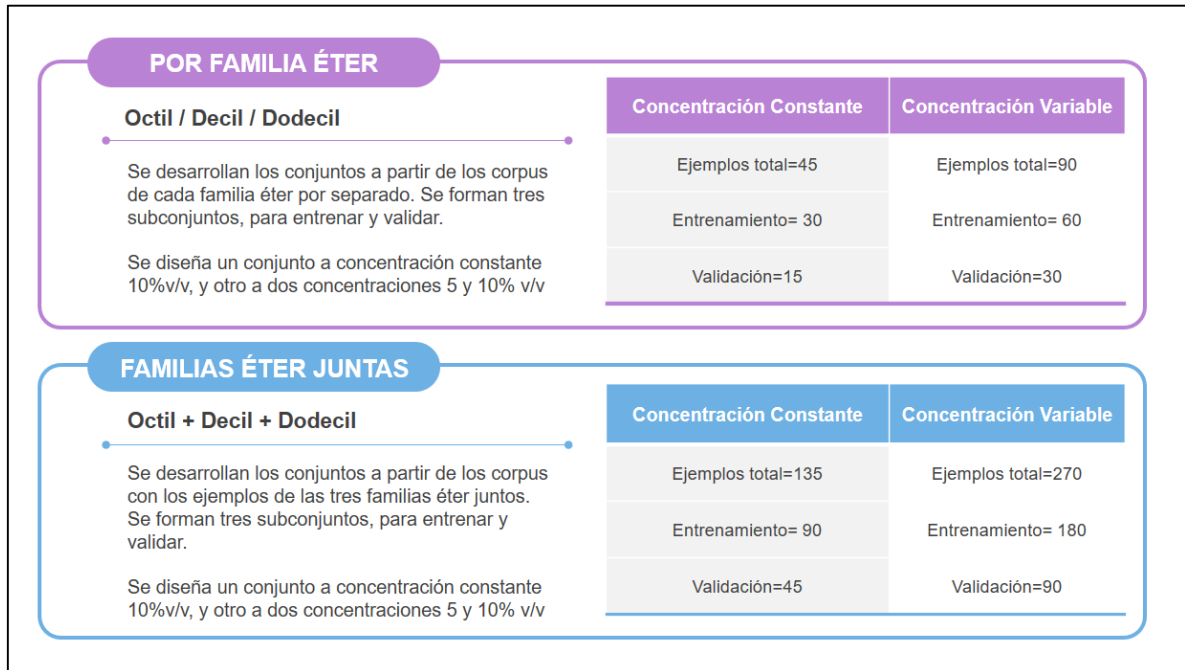 POR FAMILIA ÉTER
Octil / Decil / Dodecil
Se desarrollan los conjuntos a partir de los corpus
de cada familia éter por separado. Se forman tres
subconjuntos, para entrenar y validar.
Se diseña un conjunto a concentración constante
10%v/v, y otro a dos concentraciones 5 y 10% v/v
Concentración Constante Concentración Variable
Ejemplos total=45 Ejemplos total=90
Entrenamiento= 30 Entrenamiento= 60
Validación=15 Validación=30
FAMILIAS ÉTER JUNTAS
Octil + Decil + Dodecil
Se desarrollan los conjuntos a partir de los corpus
con los ejemplos de las tres familias éter juntos.
Se forman tres subconjuntos, para entrenar y
validar.
Se diseña un conjunto a concentración constante
10%v/v, y otro a dos concentraciones 5 y 10% v/v
Concentración Constante Concentración Variable
Ejemplos total=135 Ejemplos total=270
Entrenamiento= 90 Entrenamiento= 180
Validación=45 Validación=90